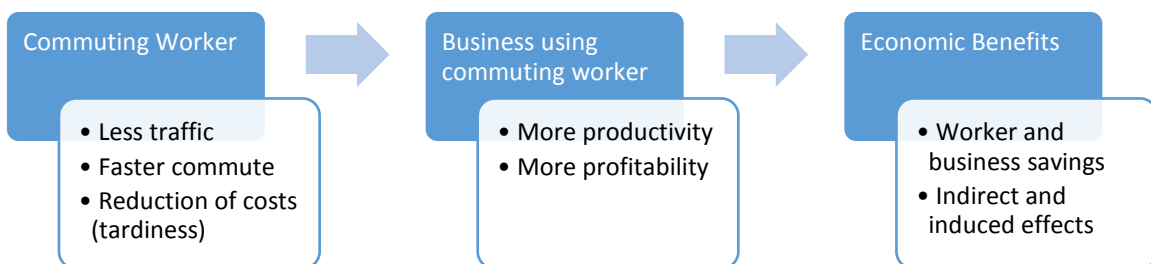 Commuting Worker
• Less traffic
• Faster commute
• Reduction of costs
(tardiness)
Business using
commuting worker
• More productivity
• More profitability
Economic Benefits
• Worker and
business savings
• Indirect and
induced effects